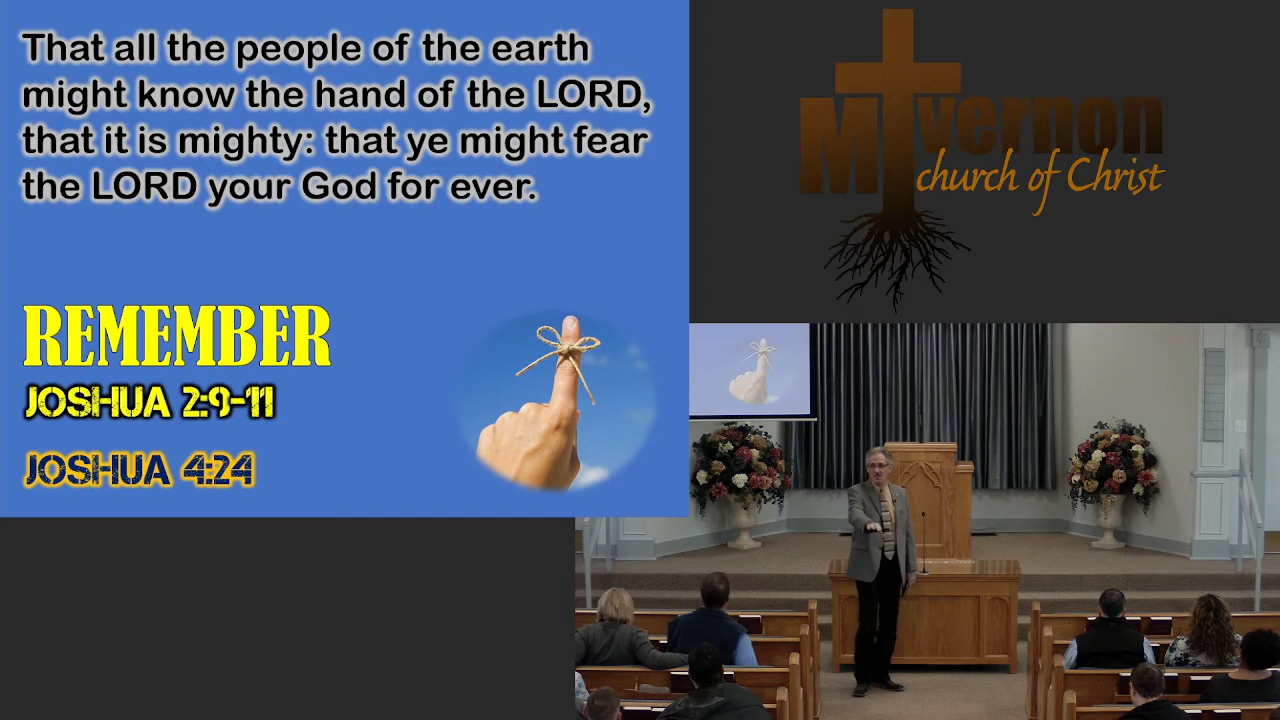 That all the people of the earth
might know the hand of the LORD,
that it is mighty: that ye might fear
the LORD your God for ever.
REMEMBER
JOSHUA 2:9-11
JOSHUA 4:24
Mt vernon
church of Christ